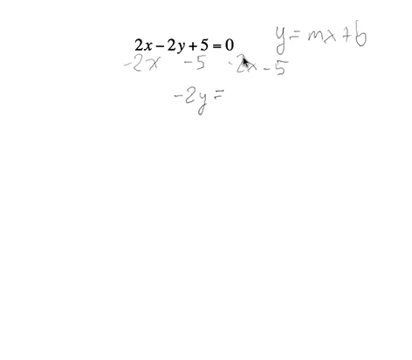 2x − 2y + 5 = 0
y = mx + b
-2x -5 -2x - 5
-2y =